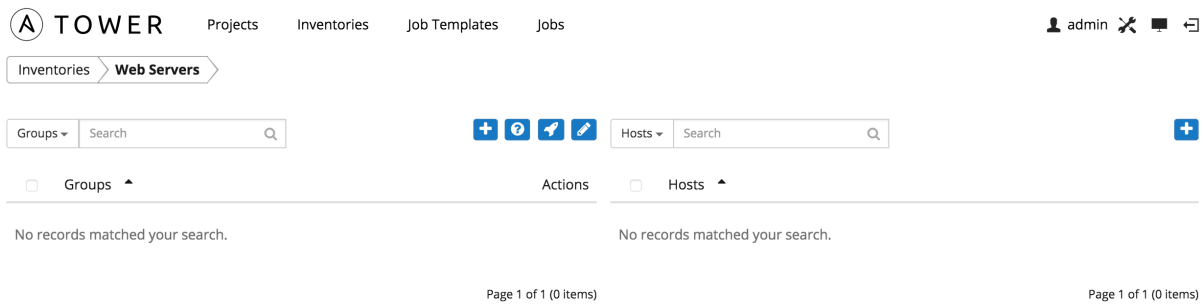 TOWER Projects Inventories Job Templates Jobs admin
Inventories Web Servers
Groups Search Hosts Search
Groups Actions Hosts
No records matched your search. No records matched your search.
Page 1 of 1 (0 items) Page 1 of 1 (0 items)